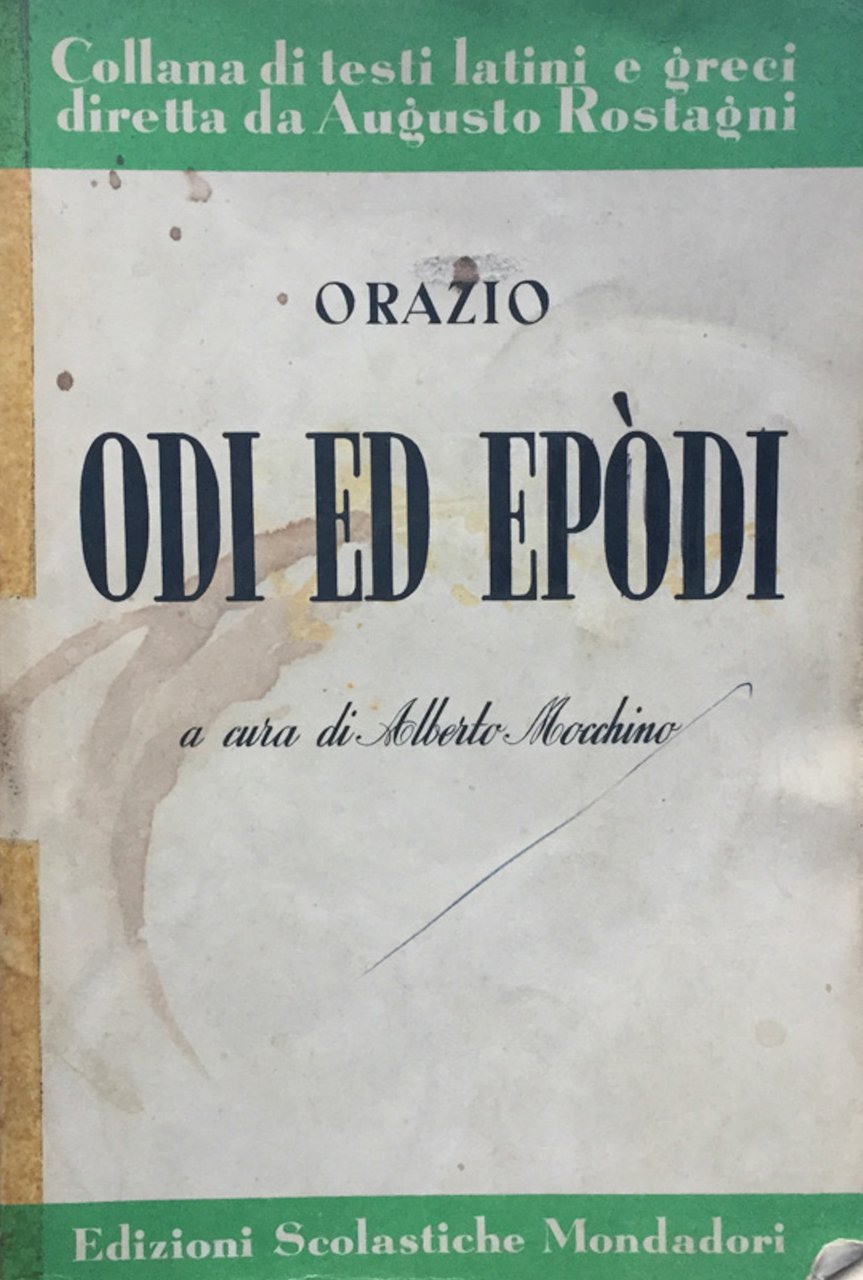 Collana di testi latini e greci
diretta da Augusto Rostagni
ORAZIO
ODI ED EPÒDI
a cura di Alberto Mocchino
Edizioni Scolastiche Mondadori